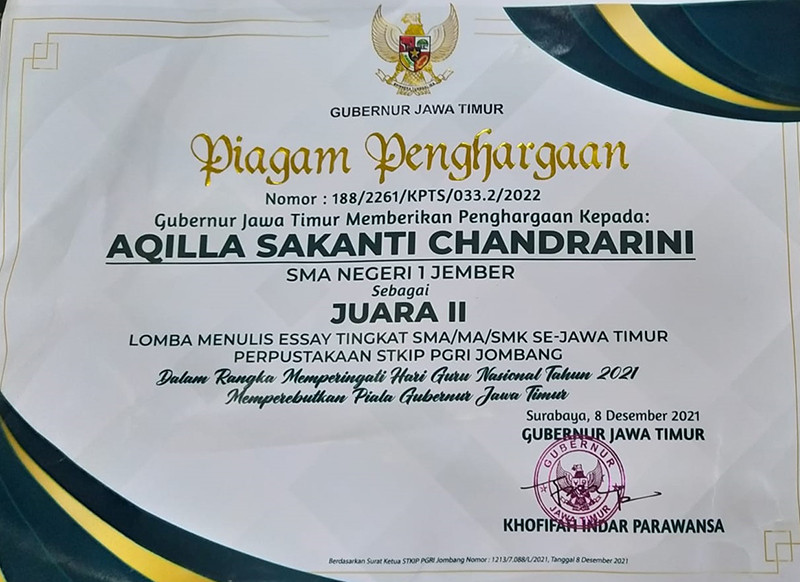 GUBERNUR JAWA TIMUR
Piagam Penghargaan
Nomor : 188/2261/KPTS/033.2/2022
Gubernur Jawa Timur Memberikan Penghargaan Kepada:
AQILLA SAKANTI CHANDRARINI
SMA NEGERI 1 JEMBER
Sebagai
JUARA II
LOMBA MENULIS ESSAY TINGKAT SMA/MA/SMK SE-JAWA TIMUR
PERPUSTAKAAN STKIP PGRI JOMBANG
Dalam Rangka Memperingati Hari Guru Nasional Tahun 2021
Memperebutkan Piala Gubernur Jawa Timur
Surabaya, 8 Desember 2021
GUBERNUR JAWA TIMUR
GUBERNUR
JAWA TIMUR
KHOFIFAH INDAR PARAWANSA
Berdasarkan Surat Ketua STKIP PGRI Jombang Nomor : 1213/7.088/L/2021, Tanggal 8 Desember 2021